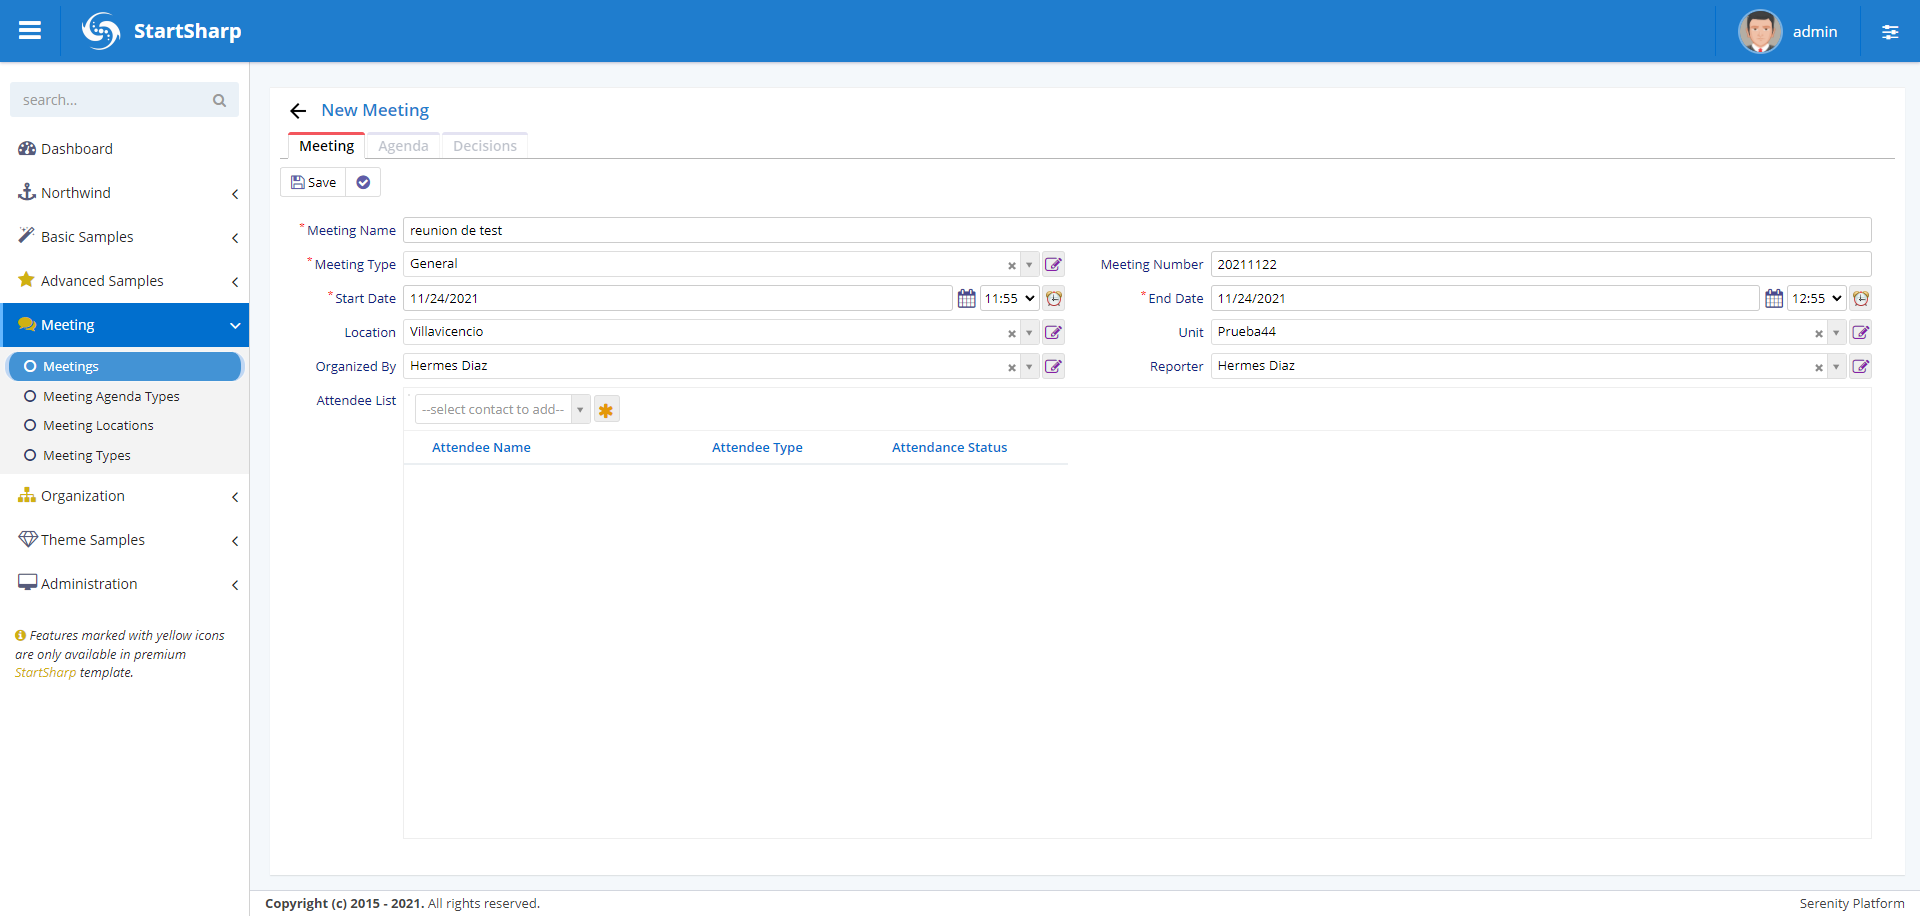 StartSharp
admin
search...
Dashboard
Northwind
Basic Samples
Advanced Samples
Meeting
Meetings
Meeting Agenda Types
Meeting Locations
Meeting Types
Organization
Theme Samples
Administration
Features marked with yellow icons
are only available in premium
StartSharp template.
New Meeting
Meeting Agenda Decisions
Save
* Meeting Name reunion de test
* Meeting Type General Meeting Number 20211122
* Start Date 11/24/2021 11:55 * End Date 11/24/2021 12:55
Location Villavicencio Unit Prueba44
Organized By Hermes Diaz Reporter Hermes Diaz
Attendee List --select contact to add--
Attendee Name Attendee Type Attendance Status
Copyright (c) 2015 - 2021. All rights reserved. Serenity Platform